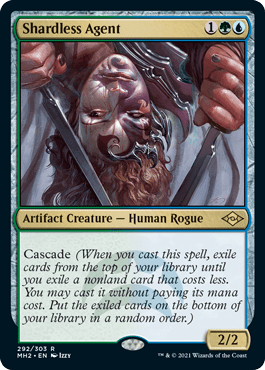 Shardless Agent 1
Artifact Creature — Human Rogue
Cascade (When you cast this spell, exile
cards from the top of your library until
you exile a nonland card that costs less.
You may cast it without paying its mana
cost. Put the exiled cards on the bottom of
your library in a random order.)
2/2
292/303 R
MH2 • EN Izzy
™ & © 2021 Wizards of the Coast